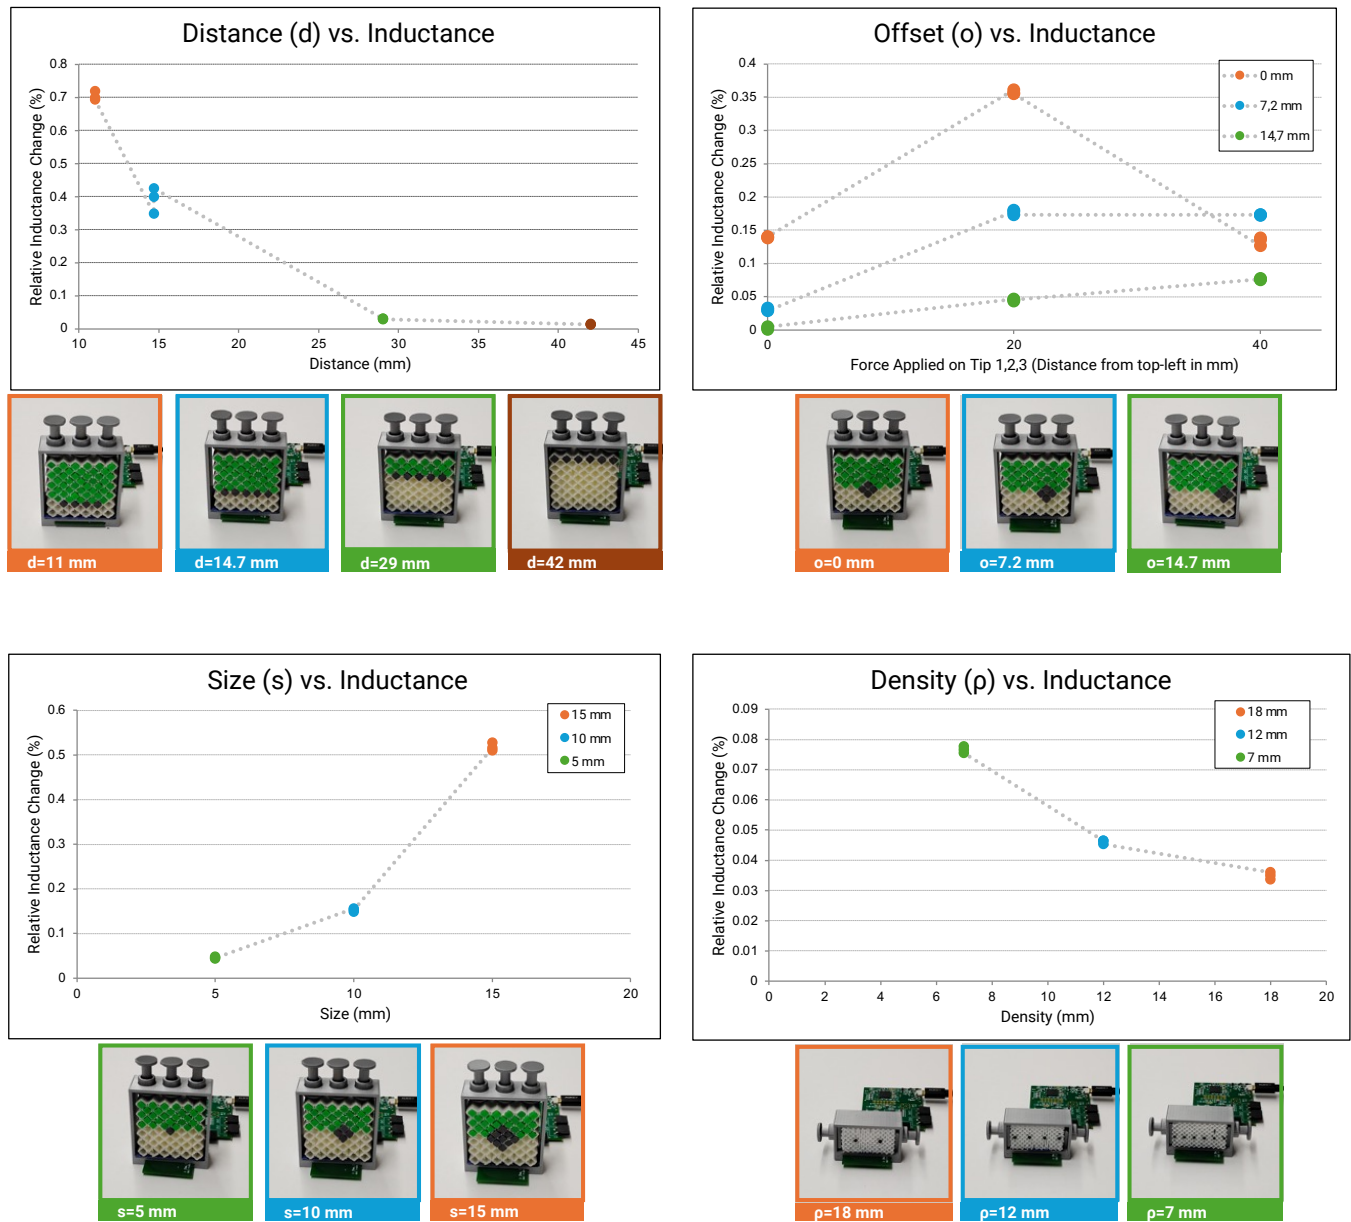 Distance (d) vs. Inductance
Relative Inductance Change (%)
0.8
0.7
0.6
0.5
0.4
0.3
0.2
0.1
0
10 15 20 25 30 35 40 45
Distance (mm)
d=11 mm
d=14.7 mm
d=29 mm
d=42 mm
Offset (o) vs. Inductance
Relative Inductance Change (%)
0.4
0.35
0.3
0.25
0.2
0.15
0.1
0.05
0
0 20 40
Force Applied on Tip 1,2,3 (Distance from top-left in mm)
0 mm
7,2 mm
14,7 mm
o=0 mm
o=7.2 mm
o=14.7 mm
Size (s) vs. Inductance
Relative Inductance Change (%)
0.6
0.5
0.4
0.3
0.2
0.1
0
0 5 10 15 20
Size (mm)
15 mm
10 mm
5 mm
s=5 mm
s=10 mm
s=15 mm
Density (ρ) vs. Inductance
Relative Inductance Change (%)
0.09
0.08
0.07
0.06
0.05
0.04
0.03
0.02
0.01
0
0 2 4 6 8 10 12 14 16 18 20
Density (mm)
18 mm
12 mm
7 mm
ρ=18 mm
ρ=12 mm
ρ=7 mm